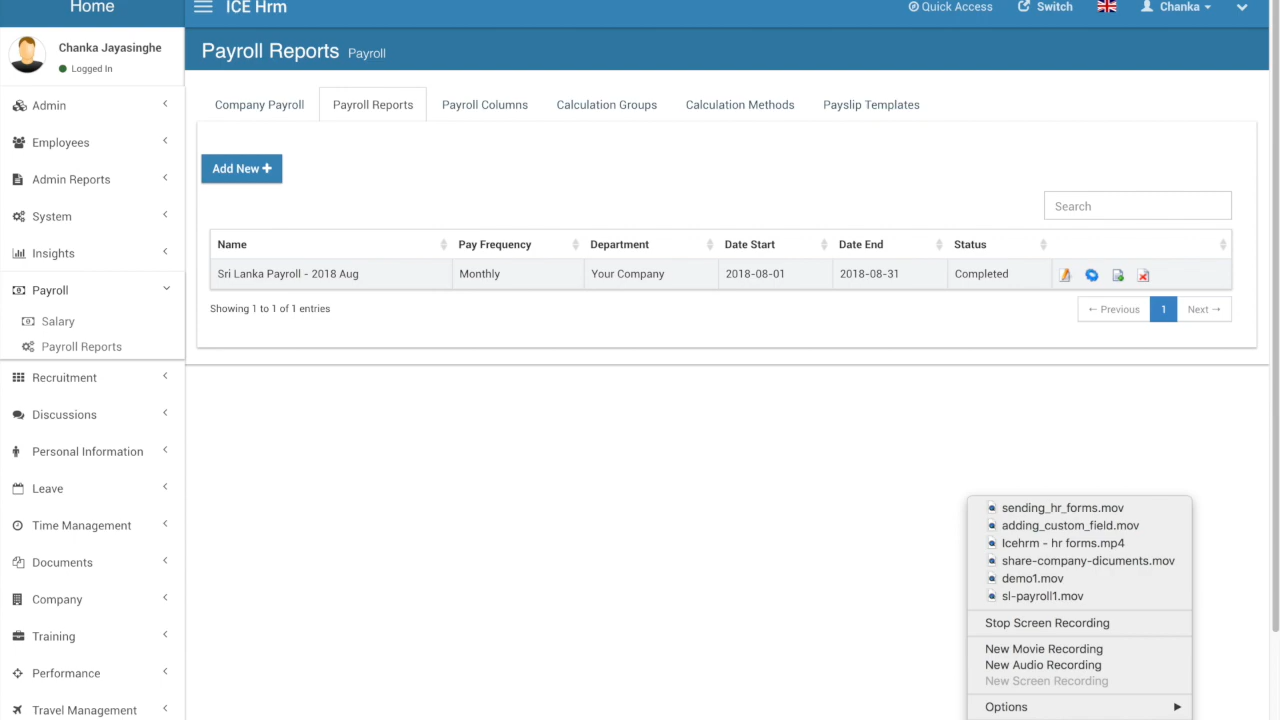 Home
ICE Hrm
Quick Access
Switch
Chanka
Chanka Jayasinghe
Logged In
Payroll Reports Payroll
Admin
Employees
Admin Reports
System
Insights
Payroll
Salary
Payroll Reports
Recruitment
Discussions
Personal Information
Leave
Time Management
Documents
Company
Training
Performance
Travel Management
Company Payroll
Payroll Reports
Payroll Columns
Calculation Groups
Calculation Methods
Payslip Templates
Add New
Search
Name Pay Frequency Department Date Start Date End Status
Sri Lanka Payroll - 2018 Aug Monthly Your Company 2018-08-01 2018-08-31 Completed
Showing 1 to 1 of 1 entries
← Previous 1 Next →
sending_hr_forms.mov
adding_custom_field.mov
Icehrm - hr forms.mp4
share-company-dicuments.mov
demo1.mov
sl-payroll1.mov
Stop Screen Recording
New Movie Recording
New Audio Recording
New Screen Recording
Options